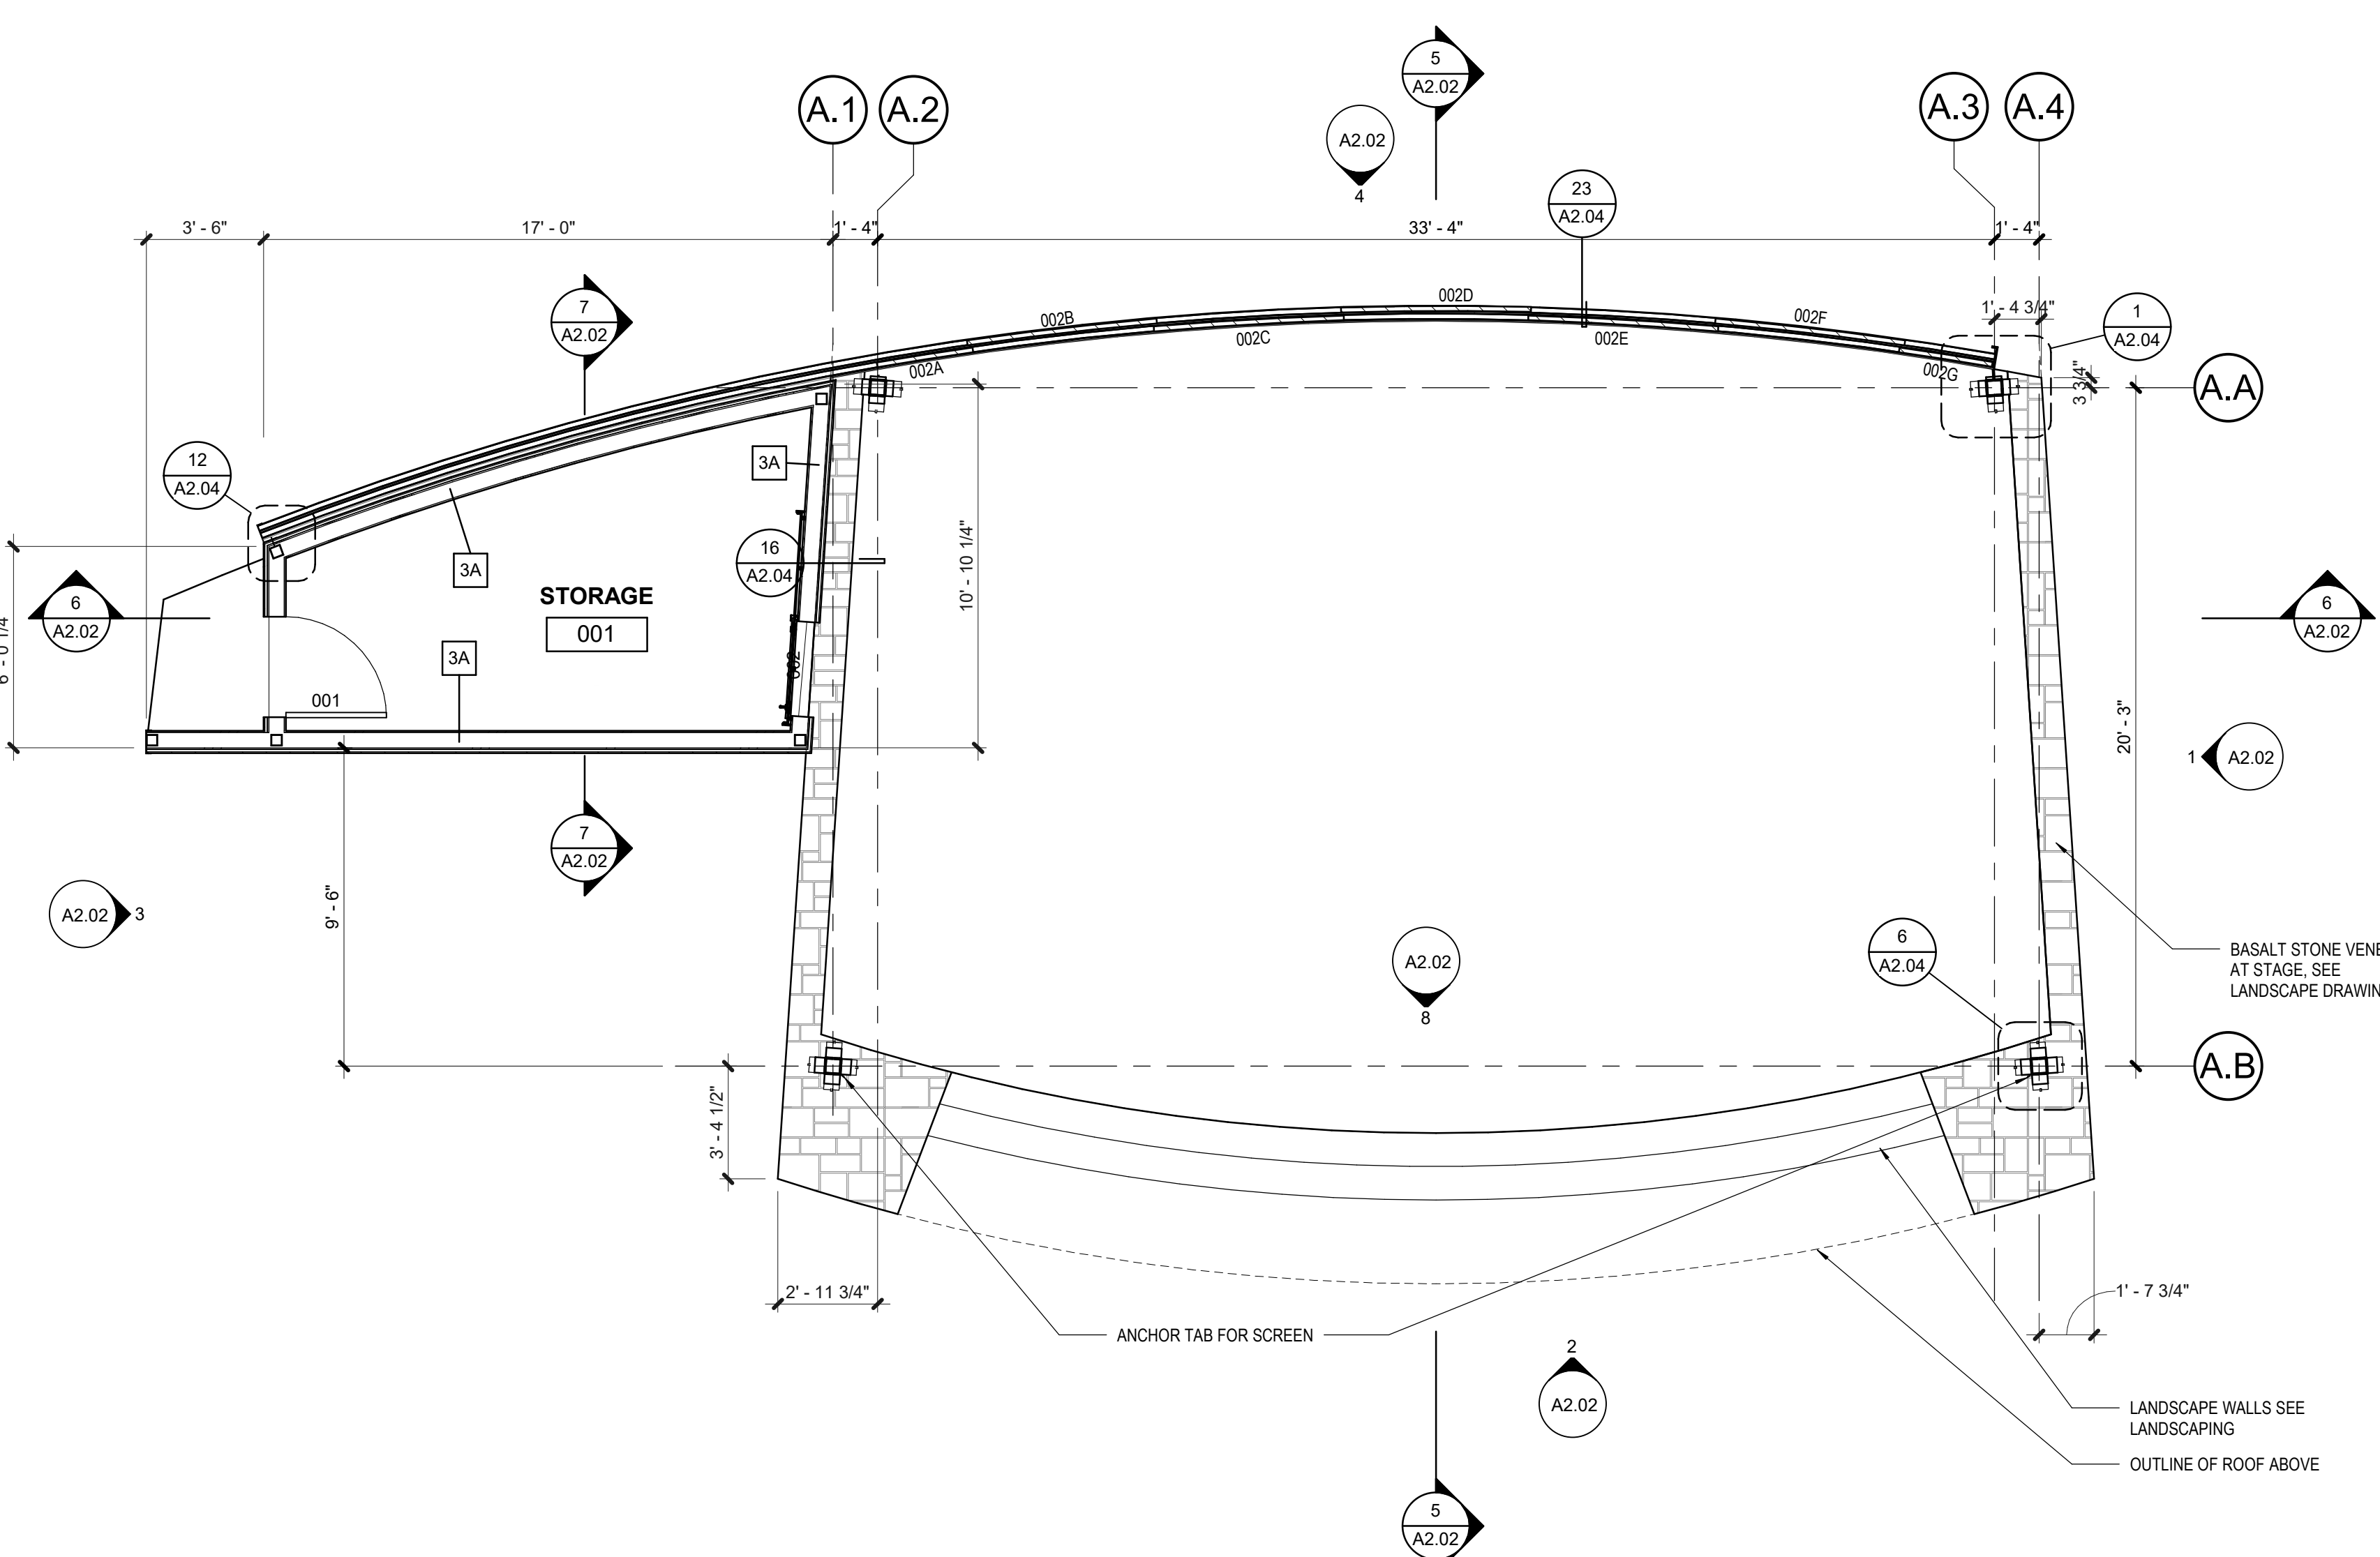 5
A2.02
A.1
A.2
A.3
A.4
A2.02
4
23
A2.04
3' - 6"
17' - 0"
1' - 4"
33' - 4"
1' - 4"
7
A2.02
002B
002D
002F
1' - 4 3/4"
1
A2.04
002C
002E
002A
002G
3 3/4"
A.A
12
A2.04
3A
10' - 10 1/4"
16
A2.04
3A
STORAGE
001
6
A2.02
6
A2.02
6' - 0 1/4
3A
002
001
20' - 3"
1
A2.02
7
A2.02
9' - 6"
A2.02
3
6
A2.04
A2.02
8
BASALT STONE
AT STAGE, SEE
LANDSCAPE
A.B
3' - 4 1/2"
2' - 11 3/4"
1' - 7 3/4"
ANCHOR TAB FOR SCREEN
2
A2.02
LANDSCAPE WALLS SEE
LANDSCAPING
OUTLINE OF ROOF ABOVE
5
A2.02